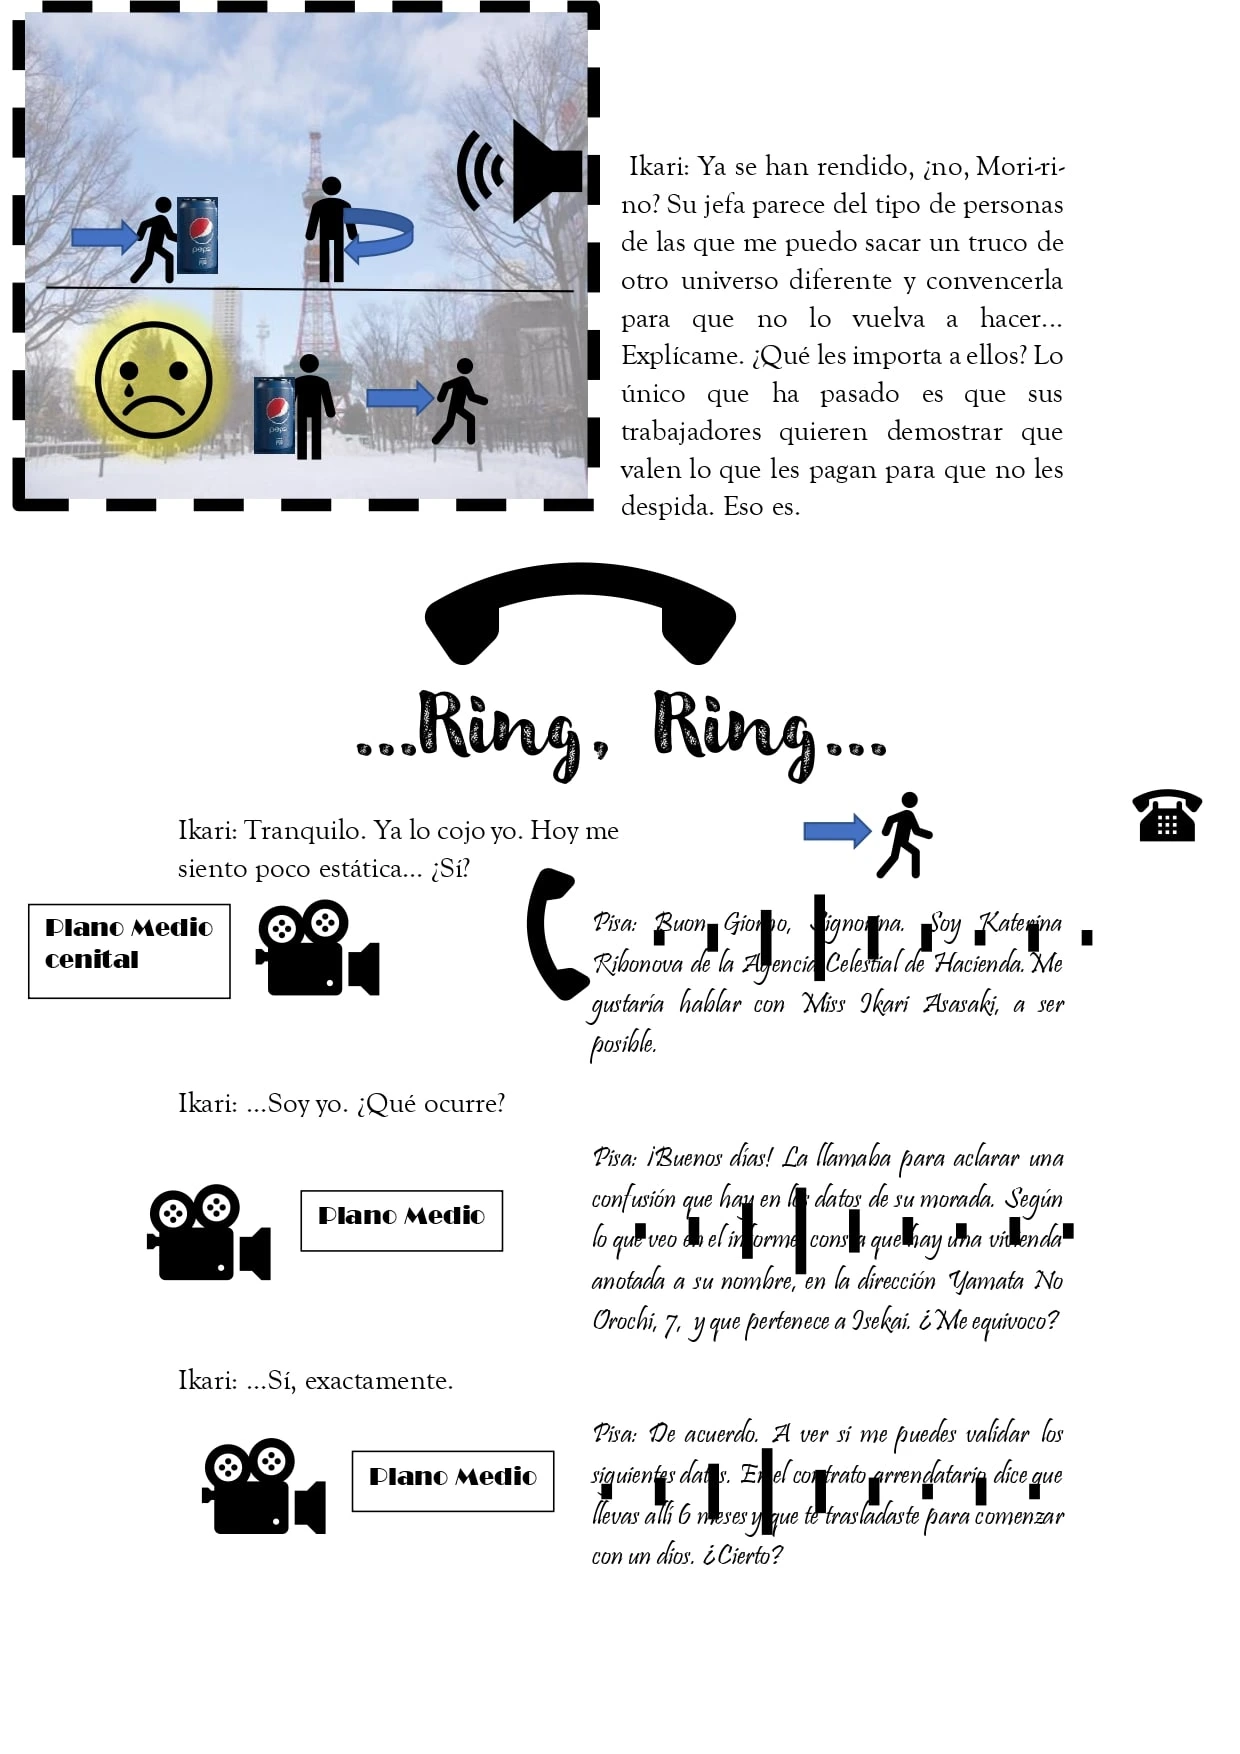 pepsi
pepsi
Ikari: Ya se han rendido, ¿no, Mori-ri-
no? Su jefa parece del tipo de personas
de las que me puedo sacar un truco de
otro universo diferente y convencerla
para que no lo vuelva a hacer...
Explícame. ¿Qué les importa a ellos? Lo
único que ha pasado es que sus
trabajadores quieren demostrar que
valen lo que les pagan para que no les
despida. Eso es.
...Ring, Ring...
Ikari: Tranquilo. Ya lo cojo yo. Hoy me
siento poco estática... ¿Sí?
Plano Medio
cenital
Pisa: Buon Giorno, Signorina. Soy Katerina
Ribonova de la Agencia Celestial de Hacienda. Me
gustaría hablar con Miss Ikari Asasaki, a ser
posible.
Ikari: ...Soy yo. ¿Qué ocurre?
Plano Medio
Pisa: ¡Buenos días! La llamaba para aclarar una
confusión que hay en los datos de su morada. Según
lo que veo en el informe, consta que hay una vivienda
anotada a su nombre, en la dirección Yamata No
Orochi, 7, y que pertenece a Isekai. ¿Me equivoco?
Ikari: ...Sí, exactamente.
Plano Medio
Pisa: De acuerdo. A ver si me puedes validar los
siguientes datos. En el contrato arrendatario dice que
llevas allí 6 meses y que te trasladaste para comenzar
con un dios. ¿Cierto?